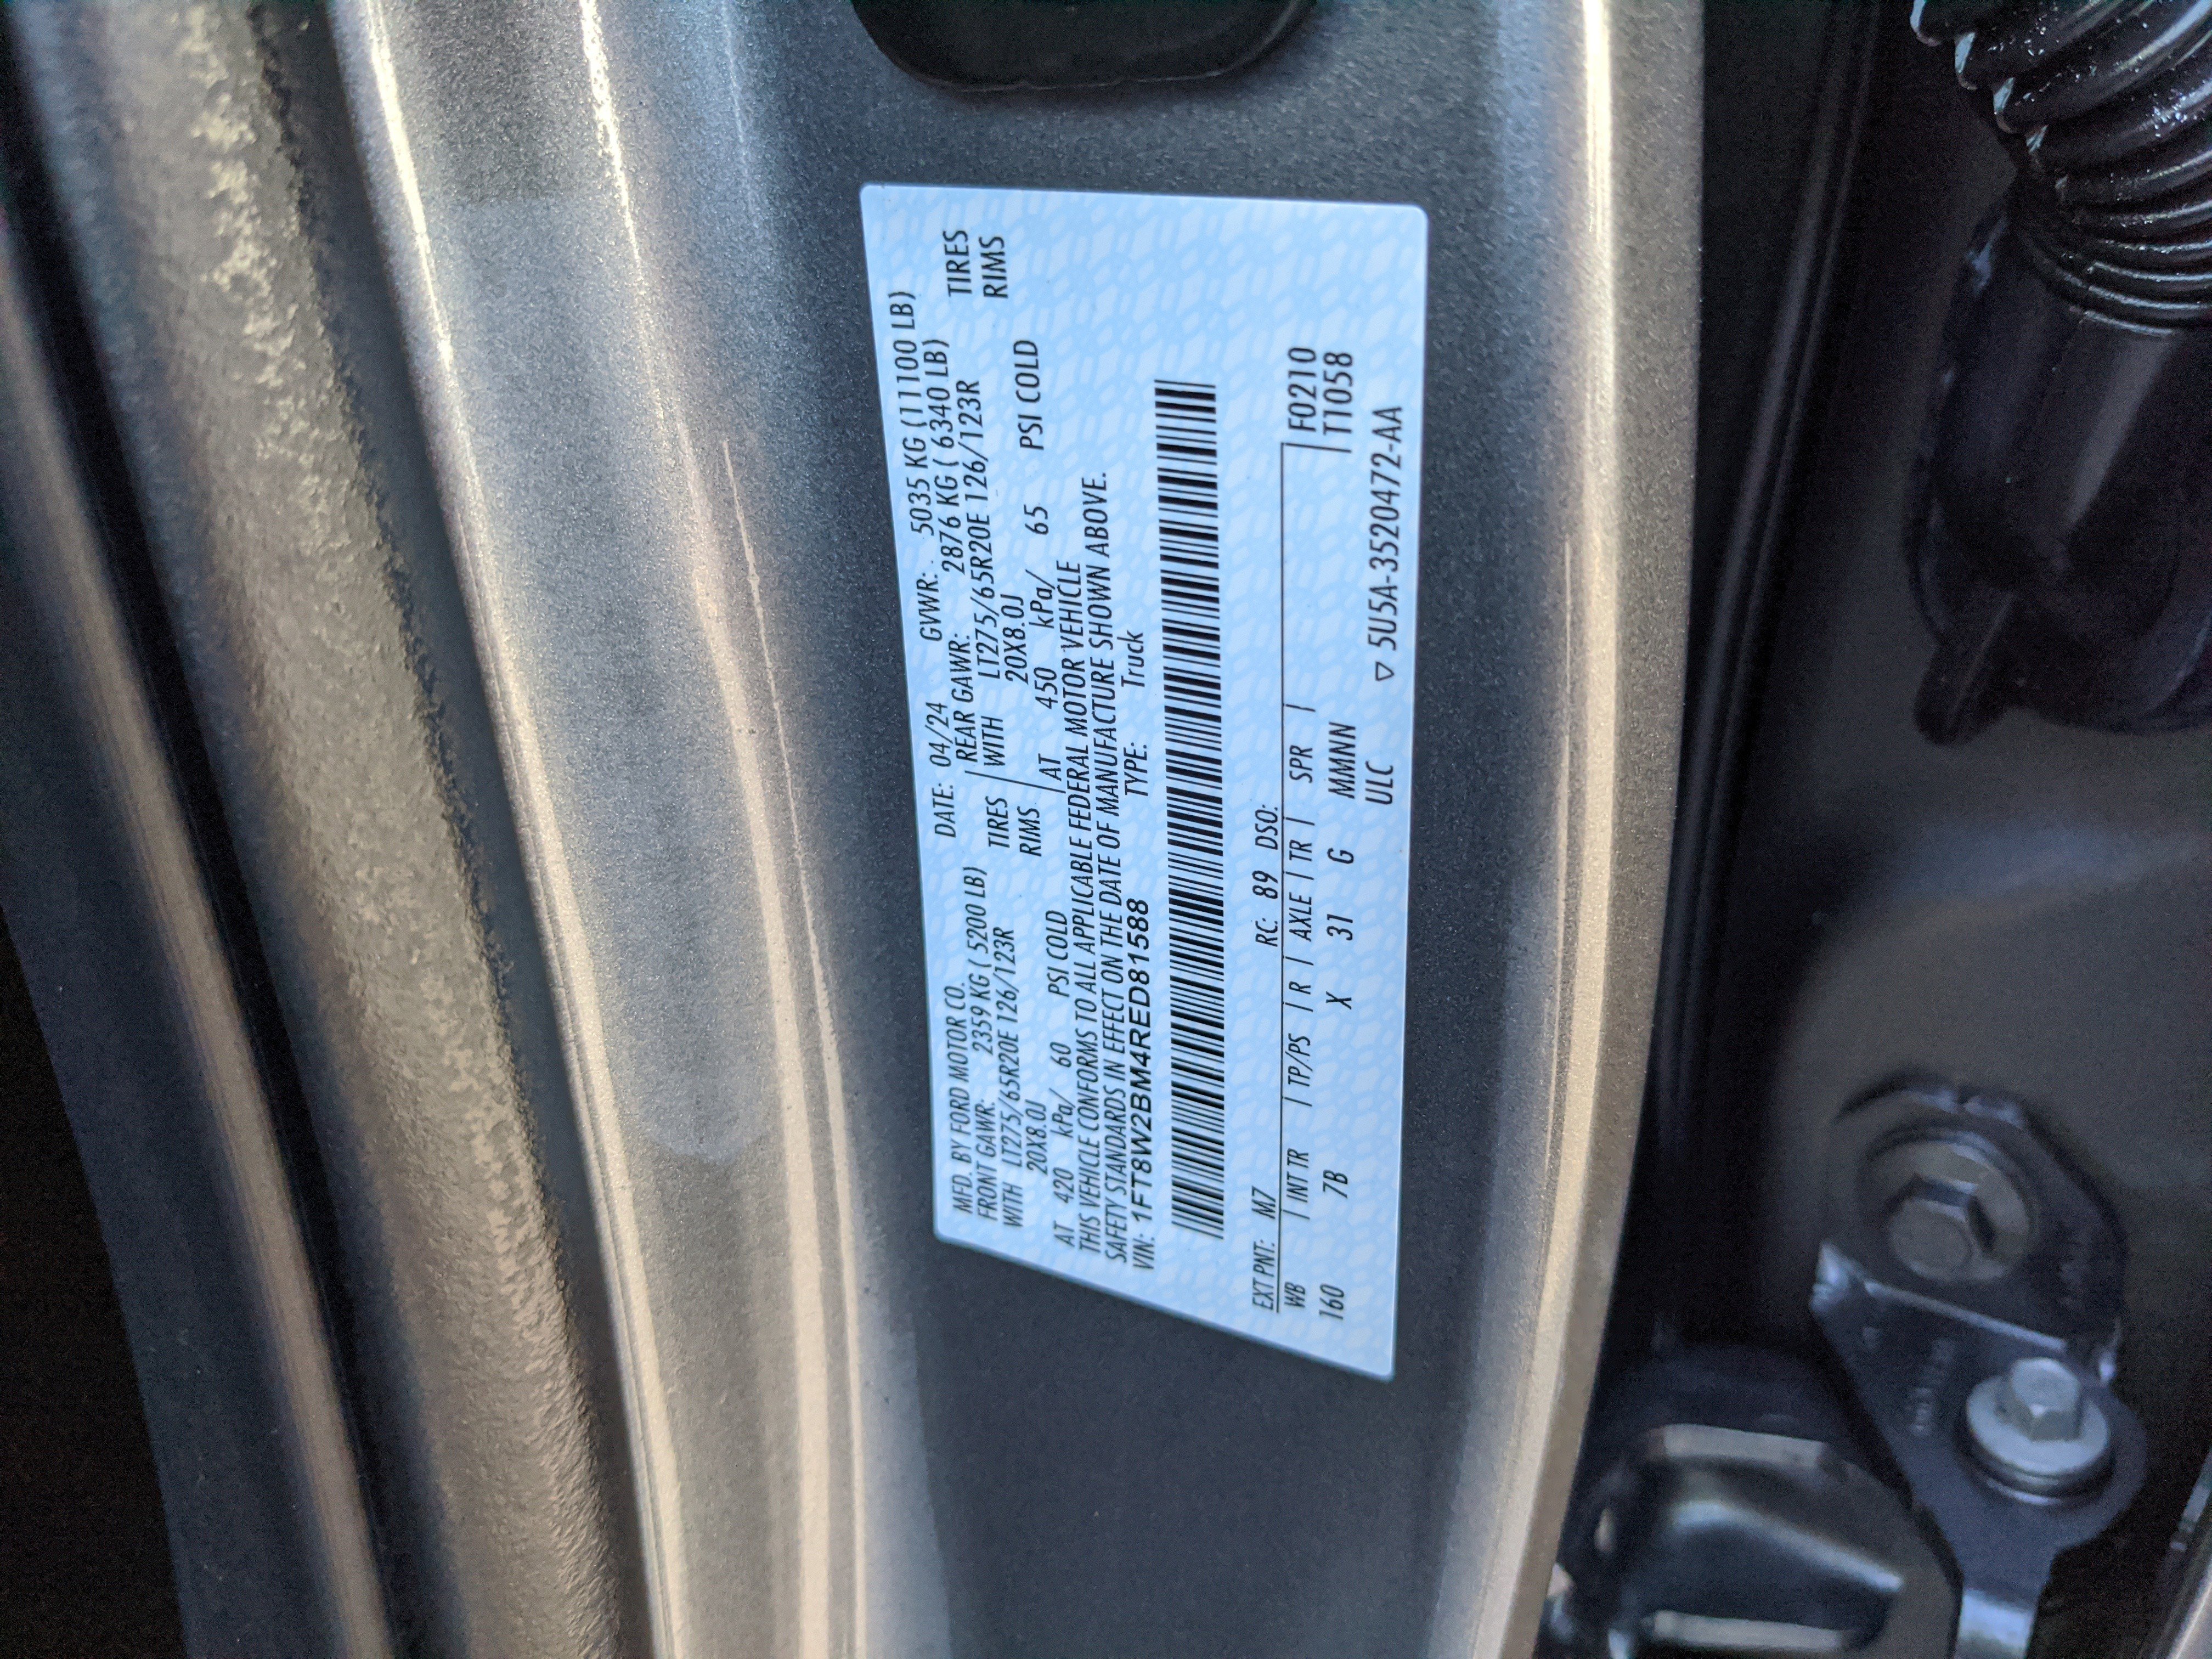 MFD. BY FORD MOTOR CO. DATE: 04/24 GVWR: 5035 KG (11100 LB)
FRONT GAWR: 2359 KG ( 5200 LB) REAR GAWR: 2876 KG ( 6340 LB)
WITH LT275/65R20E 126/123R TIRES WITH LT275/65R20E 126/123R TIRES
20X8.0J RIMS 20X8.0J RIMS
AT 420 kPa/ 60 PSI COLD AT 450 kPa/ 65 PSI COLD
THIS VEHICLE CONFORMS TO ALL APPLICABLE FEDERAL MOTOR VEHICLE
SAFETY STANDARDS IN EFFECT ON THE DATE OF MANUFACTURE SHOWN ABOVE.
VIN: 1FT8W2BM4RED81588 TYPE: Truck
EXT PNT: M7 RC: 89 DSO:
WB | INT TR | TP/PS | R | AXLE | TR | SPR | F0210
160 7B X 31 G MMNN T1058
ULC ▽ 5U5A-3520472-AA